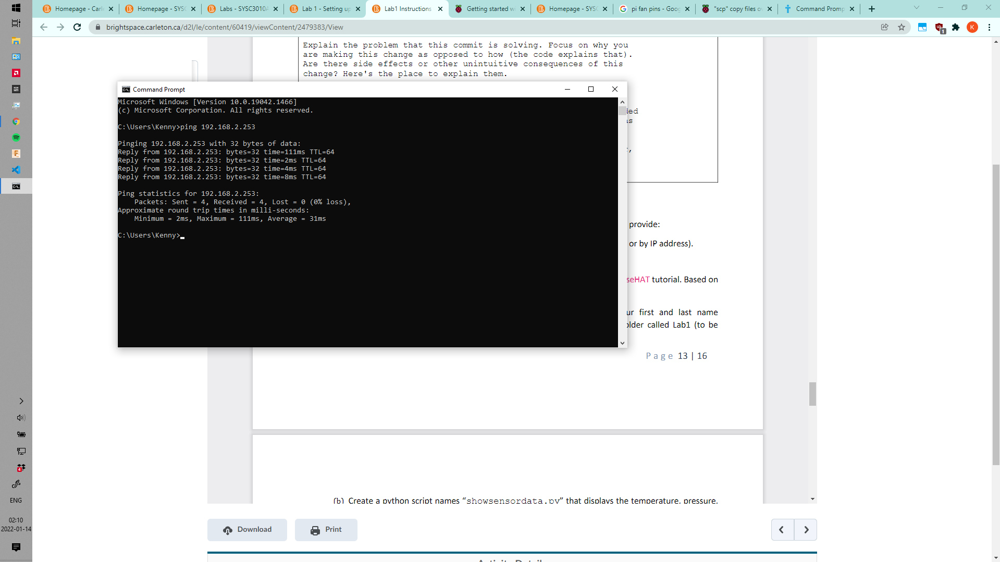 Homepage - Carl
Homepage - SYSC
Labs - SYSC3010A
Lab 1 - Setting up
Lab1 Instructions
Getting started w
Homepage - SYSC
pi fan pins - Goog
"scp" copy files ov
Command Promp
brightspace.carleton.ca/d2l/le/content/60419/viewContent/2479383/View
K
1
Explain the problem that this commit is solving. Focus on why you
are making this change as opposed to how (the code explains that).
Are there side effects or other unintuitive consequences of this
change? Here's the place to explain them.
Command Prompt
Microsoft Windows [Version 10.0.19042.1466]
(c) Microsoft Corporation. All rights reserved.
C:\Users\Kenny>ping 192.168.2.253
Pinging 192.168.2.253 with 32 bytes of data:
Reply from 192.168.2.253: bytes=32 time=111ms TTL=64
Reply from 192.168.2.253: bytes=32 time=2ms TTL=64
Reply from 192.168.2.253: bytes=32 time=4ms TTL=64
Reply from 192.168.2.253: bytes=32 time=8ms TTL=64
Ping statistics for 192.168.2.253:
Packets: Sent = 4, Received = 4, Lost = 0 (0% loss),
Approximate round trip times in milli-seconds:
Minimum = 2ms, Maximum = 111ms, Average = 31ms
C:\Users\Kenny>
provide:
or by IP address).
seHAT tutorial. Based on
ur first and last name
older called Lab1 (to be
Page 13 | 16
(b) Create a python script names “showsensordata.py” that displays the temperature, pressure,
Download
Print
4
ENG
02:10
2022-01-14